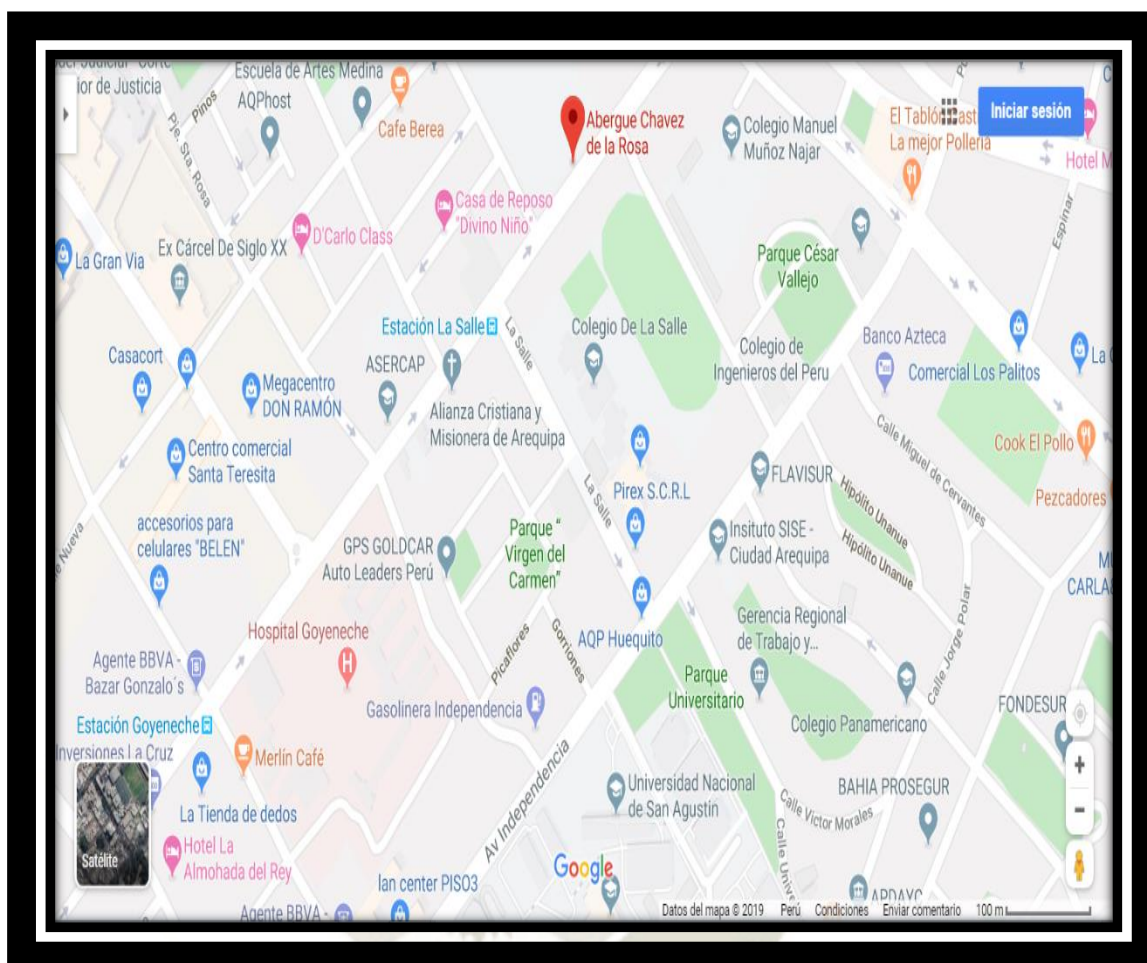 ior de Justicia
Pje. Sta. Rosa
Pinos
Escuela de Artes Medina
AQPhost
Cafe Berea
Abergue Chavez
de la Rosa
Colegio Manuel
Muñoz Najar
El Tablón
La mejor Pollería
Iniciar sesión
Hotel M
Espinar
La Gran Via
Ex Cárcel De Siglo XX
D'Carlo Class
Casa de Reposo
"Divino Niño"
Parque César
Vallejo
Estación La Salle
La Salle
Colegio De La Salle
Colegio de
Ingenieros del Peru
Banco Azteca
Comercial Los Palitos
Casacort
Megacentro
DON RAMÓN
ASERCAP
Alianza Cristiana y
Misionera de Arequipa
Centro comercial
Santa Teresita
La Salle
Pirex S.C.R.L
FLAVISUR
Hipólito Unanue
Hipólito Unanue
Calle Miguel de Cervantes
Cook El Pollo
Pezcadores
accesorios para
celulares "BELEN"
Nueva
GPS GOLDCAR
Auto Leaders Perú
Parque "
Virgen del
Carmen"
Insituto SISE -
Ciudad Arequipa
CARLA
Hospital Goyeneche
Picaflores
Gorriones
AQP Huequito
Gerencia Regional
de Trabajo y...
Calle Jorge Polar
Agente BBVA -
Bazar Gonzalo´s
Gasolinera Independencia
Parque
Universitario
Colegio Panamericano
FONDESUR
Estación Goyeneche
Inversiones La Cruz
Merlín Café
La Tienda de dedos
Av Independencia
Universidad Nacional
de San Agustín
Calle Victor Morales
BAHIA PROSEGUR
Satélite
Hotel La
Almohada del Rey
Google
lan center PISO3
Agente BBVA -
Calle Unive
APDAYC
Datos del mapa © 2019 Perú Condiciones Enviar comentario 100 m